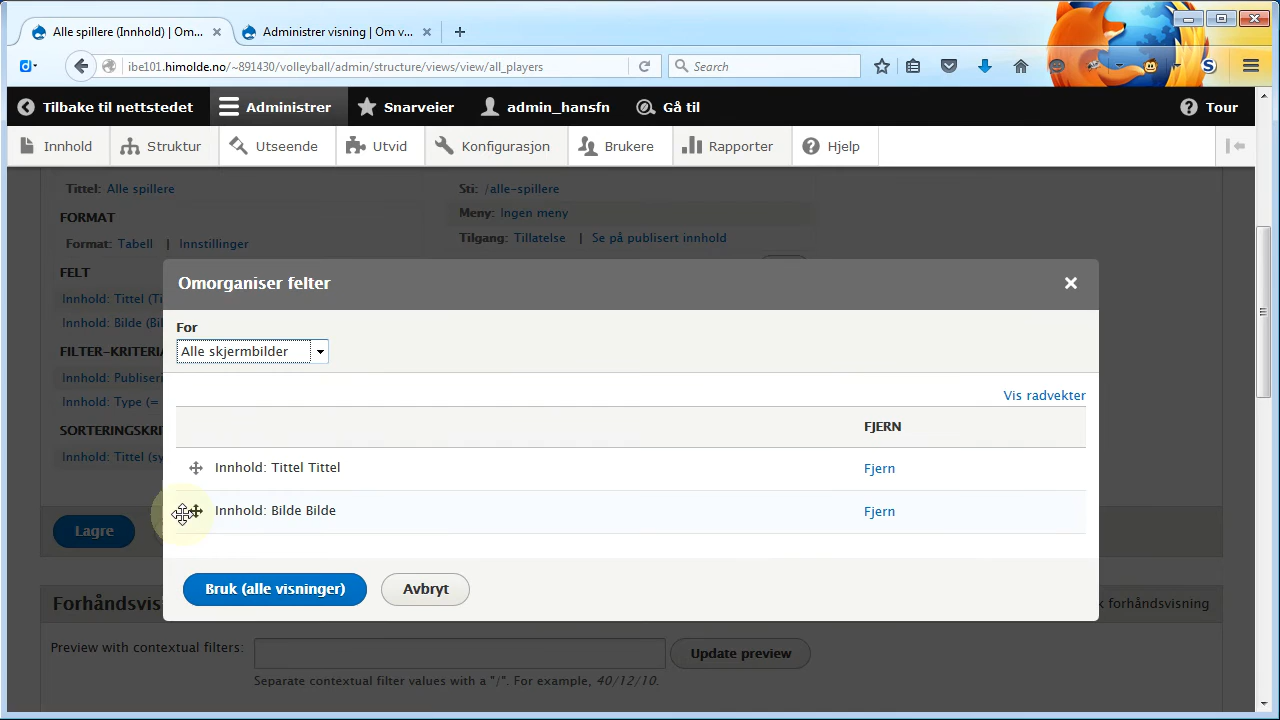 Alle spillere (Innhold) | Om...
Administrer visning | Om v...
ibe101.himolde.no/~891430/volleyball/admin/structure/views/view/all_players
Search
Tilbake til nettstedet
Administrer
Snarveier
admin_hansfn
Gå til
Tour
Innhold
Struktur
Utseende
Utvid
Konfigurasjon
Brukere
Rapporter
Hjelp
Tittel: Alle spillere
Sti: /alle-spillere
FORMAT
Meny: Ingen meny
Format: Tabell | Innstillinger
Tilgang: Tillatelse | Se på publisert innhold
FELT
Innhold: Tittel (Ti
Innhold: Bilde (Bil
FILTER-KRITERIA
Innhold: Publiseri
Innhold: Type (=
SORTERINGSKRI
Innhold: Tittel (sy
Omorganiser felter
For
Alle skjermbilder
Vis radvekter
FJERN
Innhold: Tittel Tittel
Fjern
Innhold: Bilde Bilde
Fjern
Bruk (alle visninger)
Avbryt
Lagre
Forhåndsvis
forhåndsvisning
Preview with contextual filters:
Update preview
Separate contextual filter values with a "/". For example, 40/12/10.